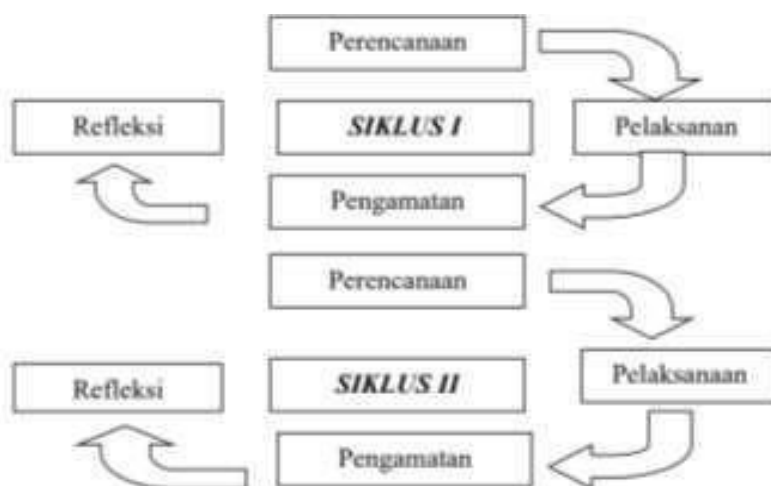 Perencanaan
Refleksi
SIKLUS I
Pelaksanan
Pengamatan
Perencanaan
Refleksi
SIKLUS II
Pelaksanaan
Pengamatan